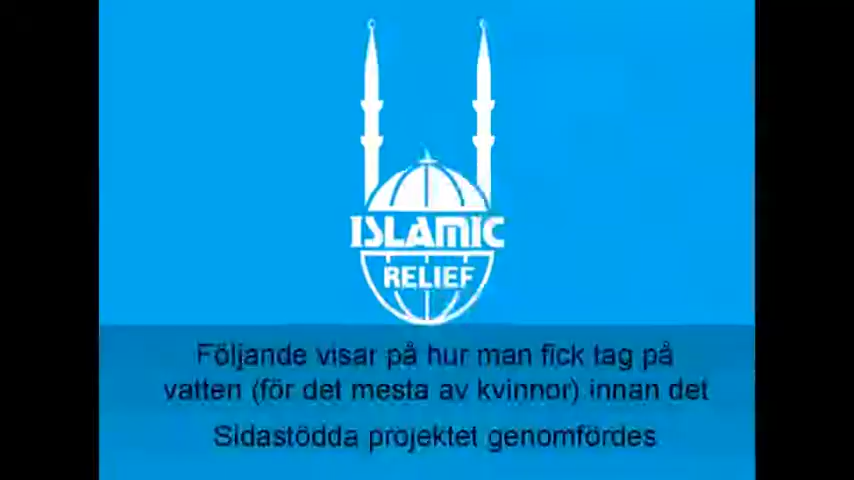 ISLAMIC
RELIEF
Följande visar på hur man fick tag på
vatten (för det mesta av kvinnor) innan det
Sidastödda projektet genomfördes